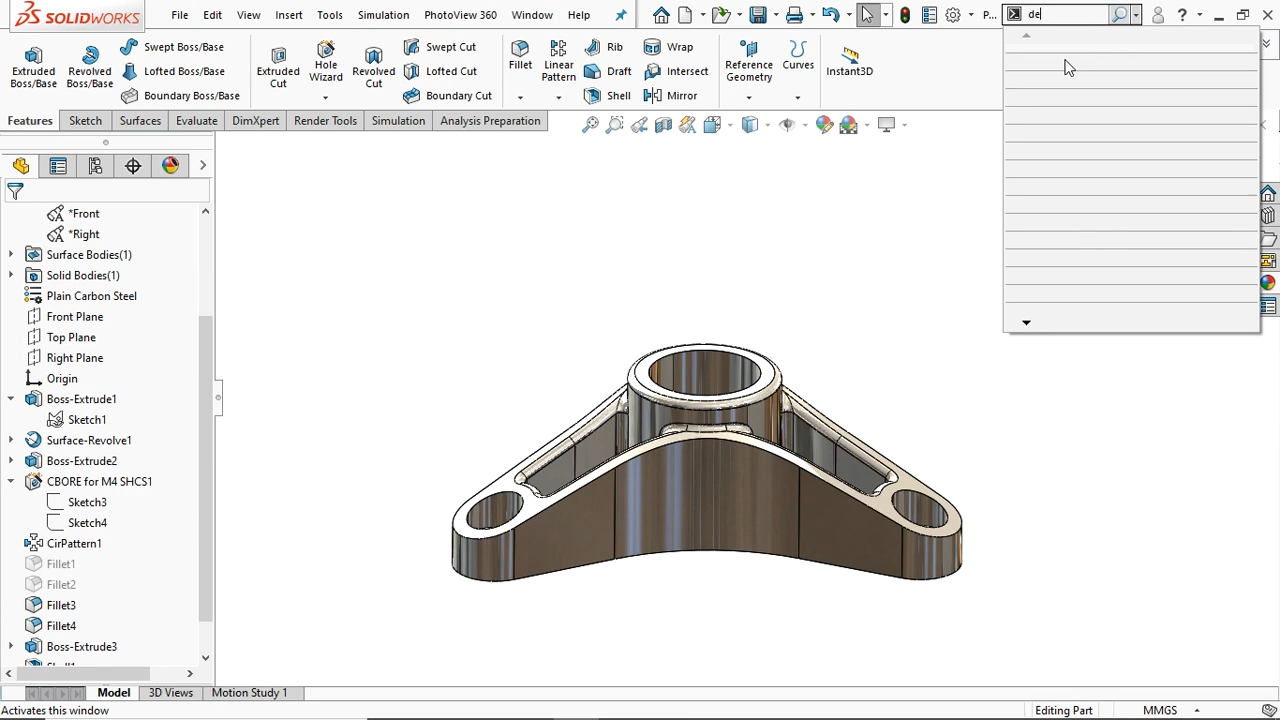 SOLIDWORKS File Edit View Insert Tools Simulation PhotoView 360 Window Help P... de ?
Extruded Boss/Base
Revolved Boss/Base
Swept Boss/Base
Lofted Boss/Base
Boundary Boss/Base
Extruded Cut
Hole Wizard
Revolved Cut
Swept Cut
Lofted Cut
Boundary Cut
Fillet
Linear Pattern
Rib
Draft
Shell
Wrap
Intersect
Mirror
Reference Geometry
Curves
Instant3D
Features Sketch Surfaces Evaluate DimXpert Render Tools Simulation Analysis Preparation
*Front
*Right
Surface Bodies(1)
Solid Bodies(1)
Plain Carbon Steel
Front Plane
Top Plane
Right Plane
Origin
Boss-Extrude1
Sketch1
Surface-Revolve1
Boss-Extrude2
CBORE for M4 SHCS1
Sketch3
Sketch4
CirPattern1
Fillet1
Fillet2
Fillet3
Fillet4
Boss-Extrude3
Shell1
Model 3D Views Motion Study 1
Activates this window Editing Part MMGS